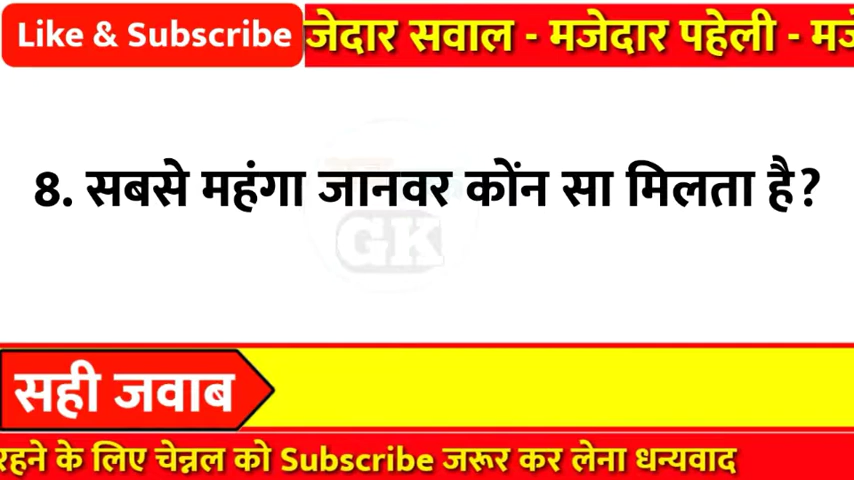 Like & Subscribe जेदार सवाल - मजेदार पहेली - मजे
8. सबसे महंगा जानवर कोंन सा मिलता है?
GK
सही जवाब
रहने के लिए चेन्नल को Subscribe जरूर कर लेना धन्यवाद